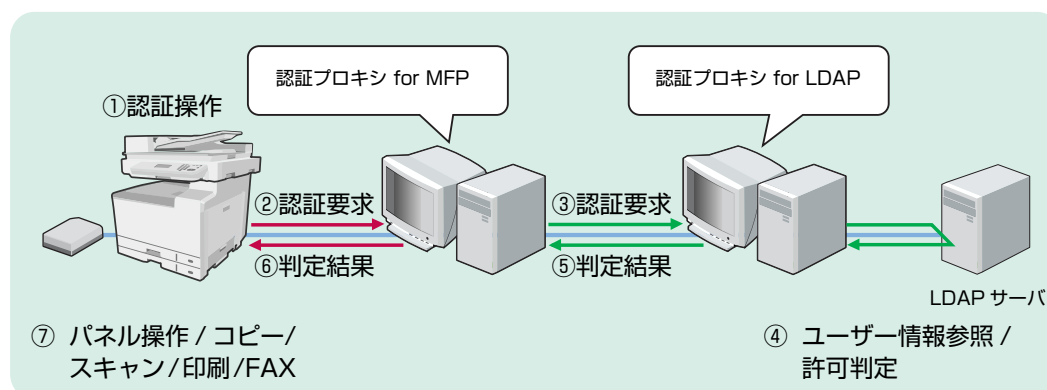 認証プロキシ for MFP
認証プロキシ for LDAP
①認証操作
②認証要求
③認証要求
⑥判定結果
⑤判定結果
LDAP サーバ
⑦ パネル操作 / コピー/
スキャン/印刷/FAX
④ ユーザー情報参照 /
許可判定